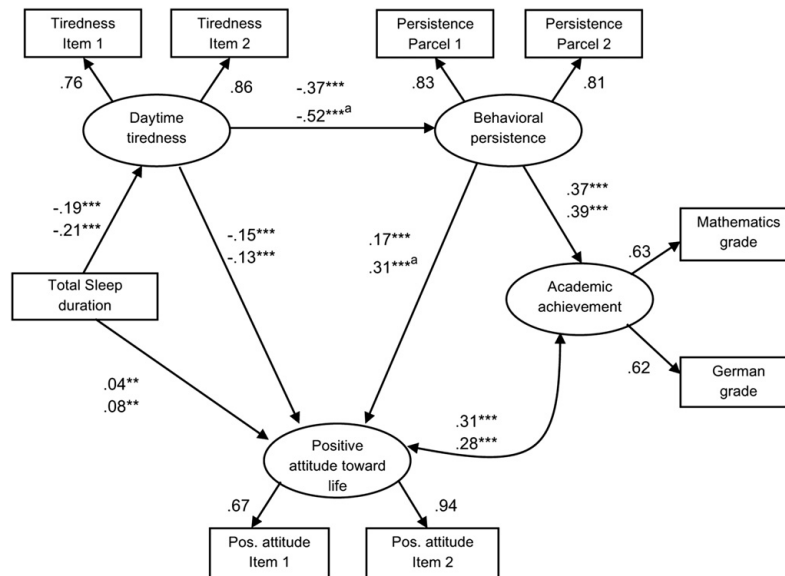 Tiredness
Item 1
Tiredness
Item 2
Persistence
Parcel 1
Persistence
Parcel 2
.76
.86
-.37***
.83
.81
Daytime
tiredness
-.52***a
Behavioral
persistence
-.19***
-.21***
-.15***
-.13***
.17***
.31***a
.37***
.39***
Mathematics
grade
.63
Total Sleep
duration
Academic
achievement
.62
German
grade
.04**
.08**
.31***
.28***
Positive
attitude toward
life
.67
.94
Pos. attitude
Item 1
Pos. attitude
Item 2